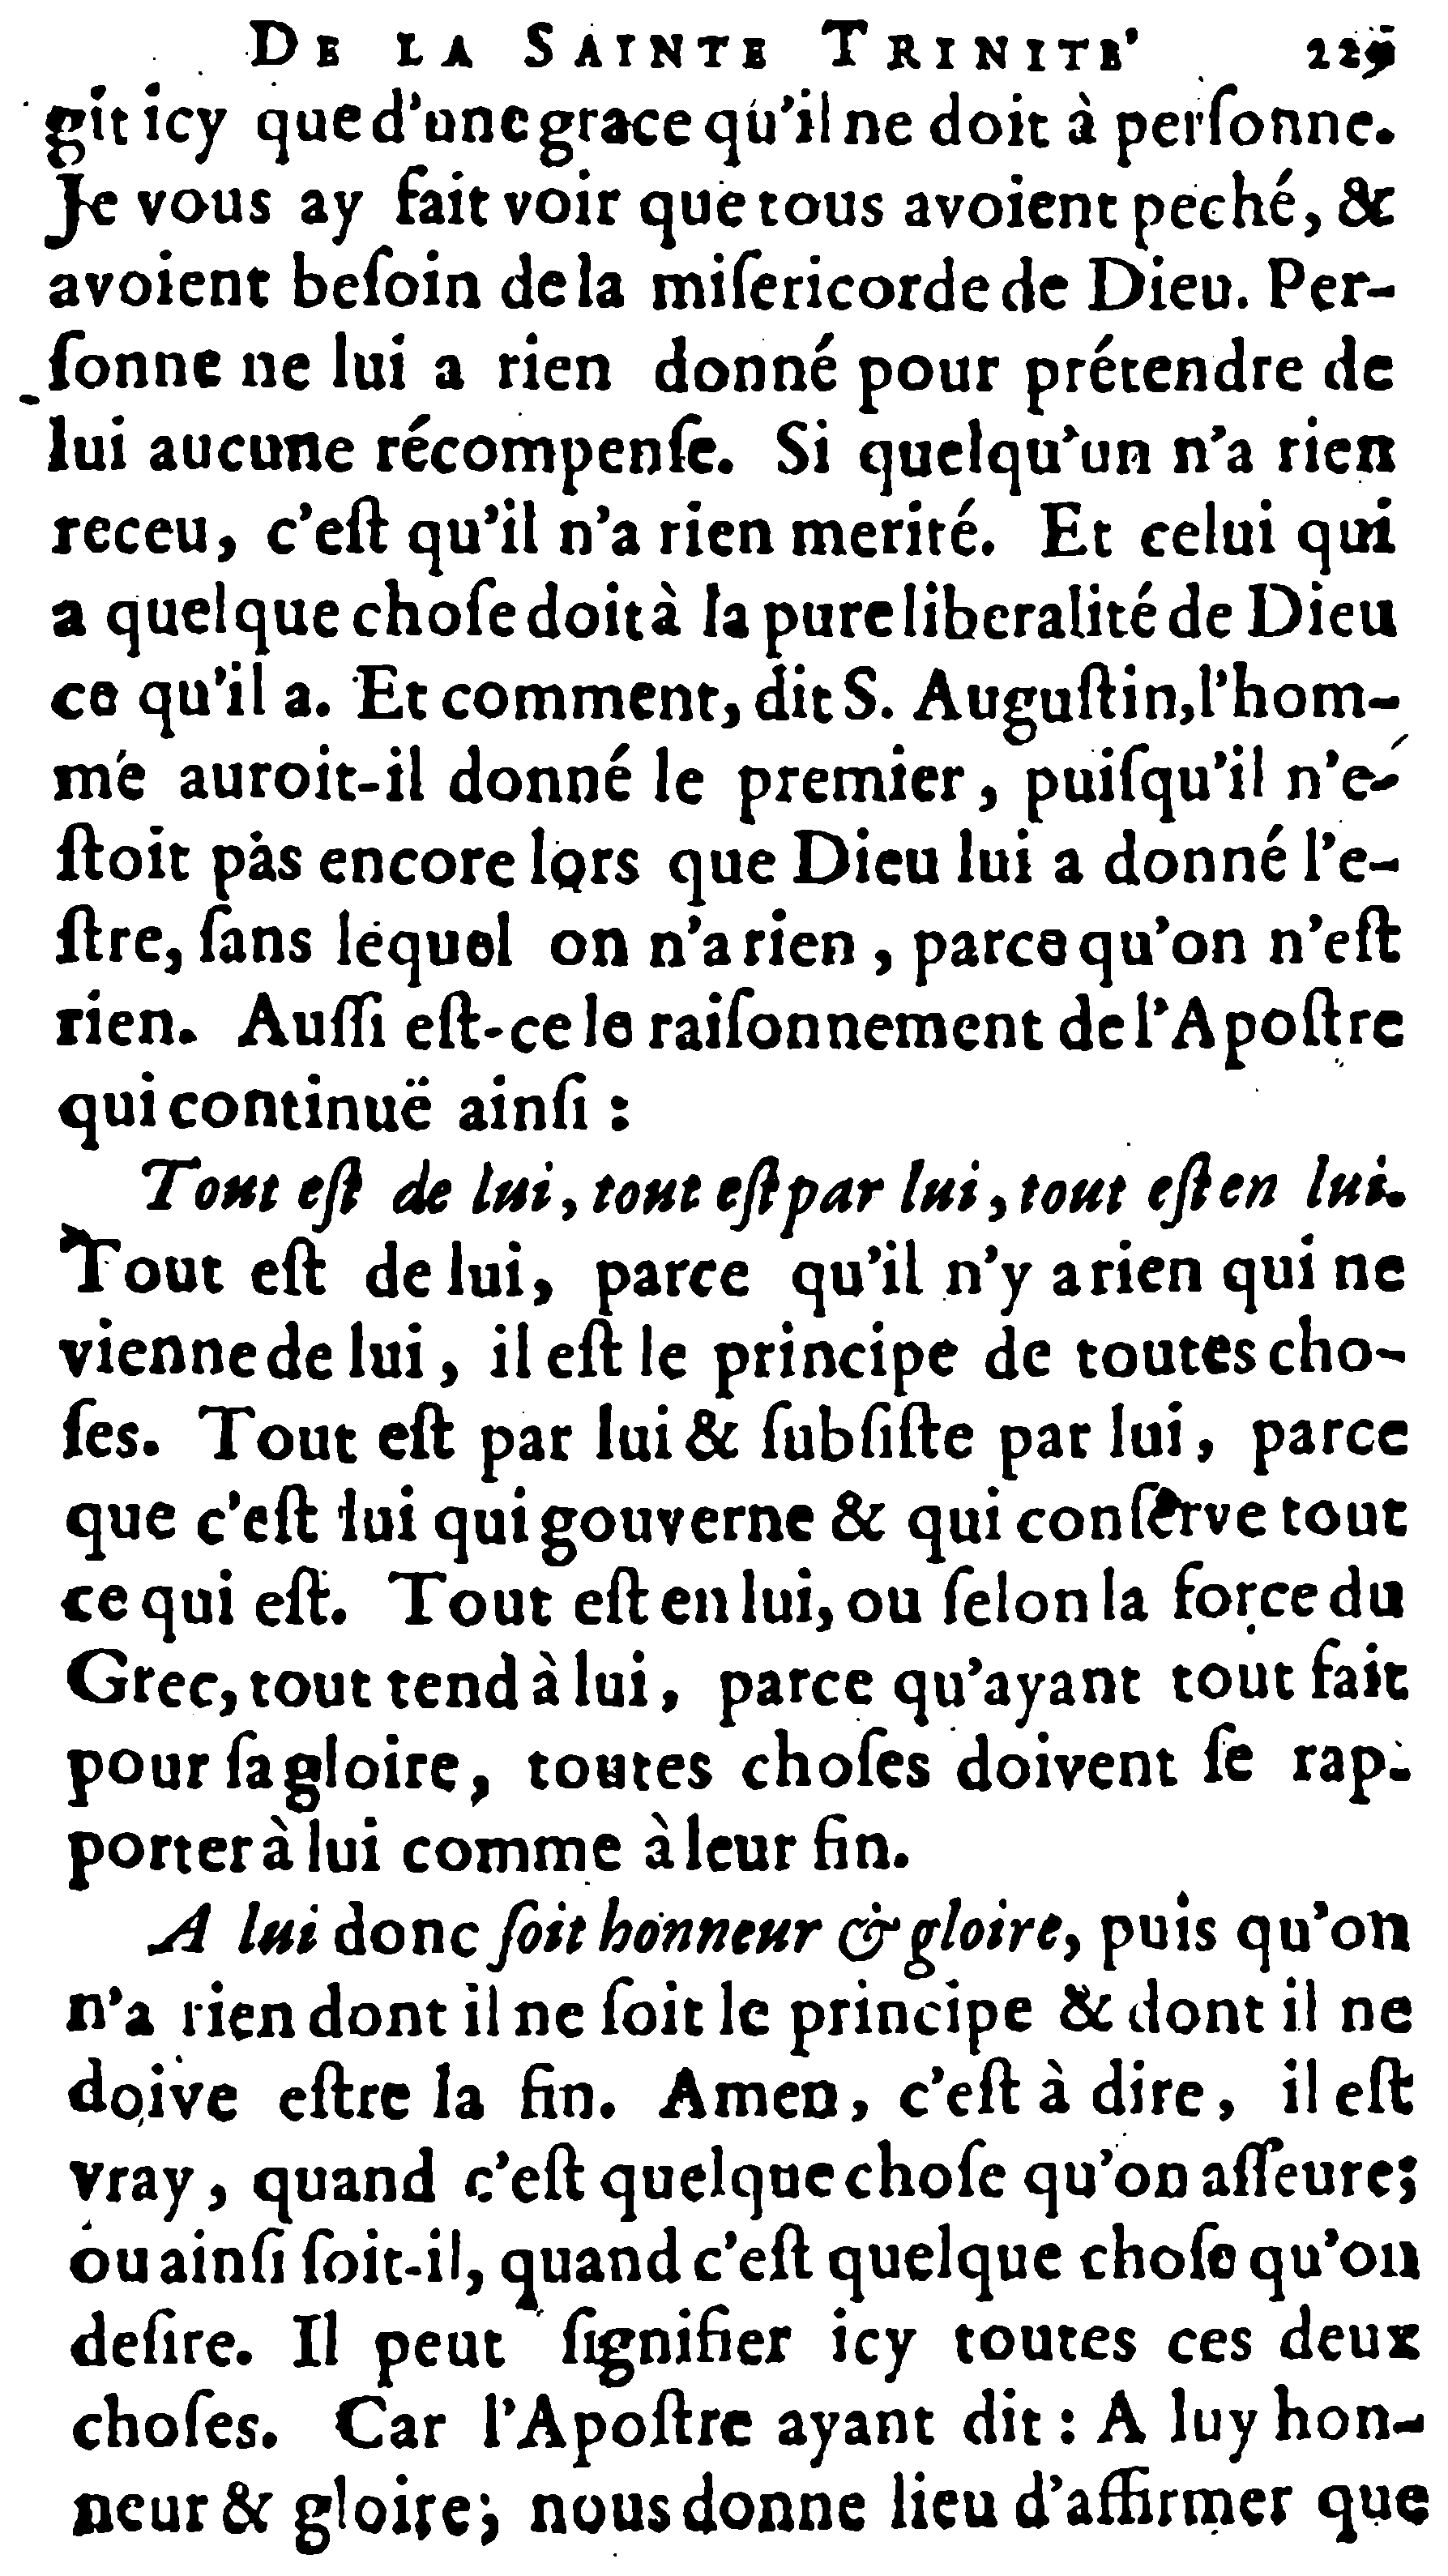 DE LA SAINTE TRINITE' 229
git icy que d'une grace qu'il ne doit à perſonne.
Je vous ay fait voir que tous avoient peché, &
avoient beſoin de la miſericorde de Dieu. Per-
ſonne ne lui a rien donné pour prétendre de
lui aucune récompenſe. Si quelqu'un n'a rien
receu, c'eſt qu'il n'a rien merité. Et celui qui
a quelque choſe doit à la pure liberalité de Dieu
ce qu'il a. Et comment, dit S. Auguſtin, l'hom-
me auroit-il donné le premier, puiſqu'il n'e-
ſtoit pas encore lors que Dieu lui a donné l'e-
ſtre, ſans lequel on n'a rien, parce qu'on n'eſt
rien. Auſſi eſt-ce le raiſonnement de l'Apoſtre
qui continuë ainſi :
Tout eſt de lui, tout eſt par lui, tout eſt en lui.
Tout eſt de lui, parce qu'il n'y a rien qui ne
vienne de lui, il eſt le principe de toutes cho-
ſes. Tout eſt par lui & ſubſiſte par lui, parce
que c'eſt lui qui gouverne & qui conſerve tout
ce qui eſt. Tout eſt en lui, ou ſelon la force du
Grec, tout tend à lui, parce qu'ayant tout fait
pour ſa gloire, toutes choſes doivent ſe rap-
porter à lui comme à leur fin.
A lui donc ſoit honneur & gloire, puis qu'on
n'a rien dont il ne ſoit le principe & dont il ne
doive eſtre la fin. Amen, c'eſt à dire, il eſt
vray, quand c'eſt quelque choſe qu'on aſſeure;
ou ainſi ſoit-il, quand c'eſt quelque choſe qu'on
deſire. Il peut ſignifier icy toutes ces deux
choſes. Car l'Apoſtre ayant dit : A luy hon-
neur & gloire; nous donne lieu d'affirmer que